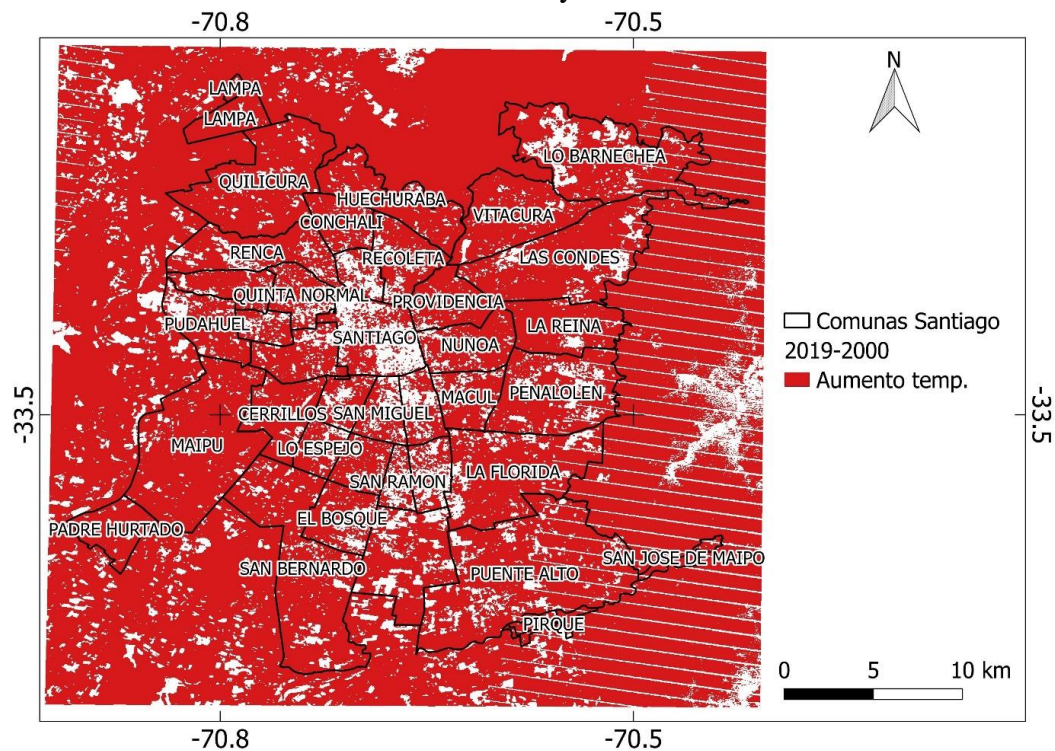 -70.8
-70.5
N
LAMPA
LAMPA
LO BARNECHEA
QUILICURA
HUECHURABA
VITACURA
CONCHALI
RENCA
RECOLETA
LAS CONDES
QUINTA NORMAL
PROVIDENCIA
PUDAHUEL
LA REINA
SANTIAGO
NUNOA
Comunas Santiago
2019-2000
Aumento temp.
MACUL
PENALOLEN
-33.5
CERRILLOS
SAN MIGUEL
-33.5
MAIPU
LO ESPEJO
LA FLORIDA
SAN RAMON
EL BOSQUE
PADRE HURTADO
SAN BERNARDO
PUENTE ALTO
SAN JOSE DE MAIPO
PIRQUE
0
5
10 km
-70.8
-70.5